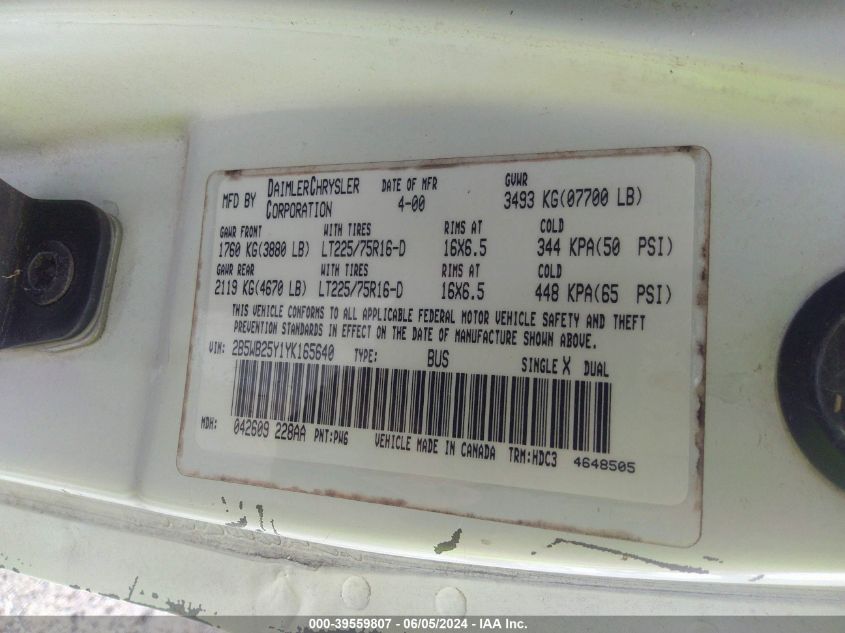 MFD BY DAIMLERCHRYSLER CORPORATION DATE OF MFR 4-00 GVWR 3493 KG(07700 LB)
GAWR FRONT WITH TIRES RIMS AT COLD
1760 KG(3880 LB) LT225/75R16-D 16X6.5 344 KPA(50 PSI)
GAWR REAR WITH TIRES RIMS AT COLD
2119 KG(4670 LB) LT225/75R16-D 16X6.5 448 KPA(65 PSI)
THIS VEHICLE CONFORMS TO ALL APPLICABLE FEDERAL MOTOR VEHICLE SAFETY AND THEFT
PREVENTION STANDARDS IN EFFECT ON THE DATE OF MANUFACTURE SHOWN ABOVE.
VIN: 2B5WB25Y1YK165640 TYPE: BUS SINGLE X DUAL
MDH: 042609 228AA PNT:PW6 VEHICLE MADE IN CANADA TRM:HDC3 4648505
000-39559807 - 06/05/2024 - IAA Inc.